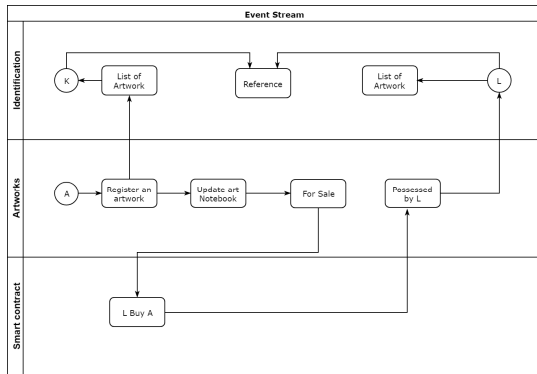 Event Stream
Identification
K
List of
Artwork
Reference
List of
Artwork
L
Artworks
A
Register an
artwork
Update art
Notebook
For Sale
Possessed
by L
Smart contract
L Buy A